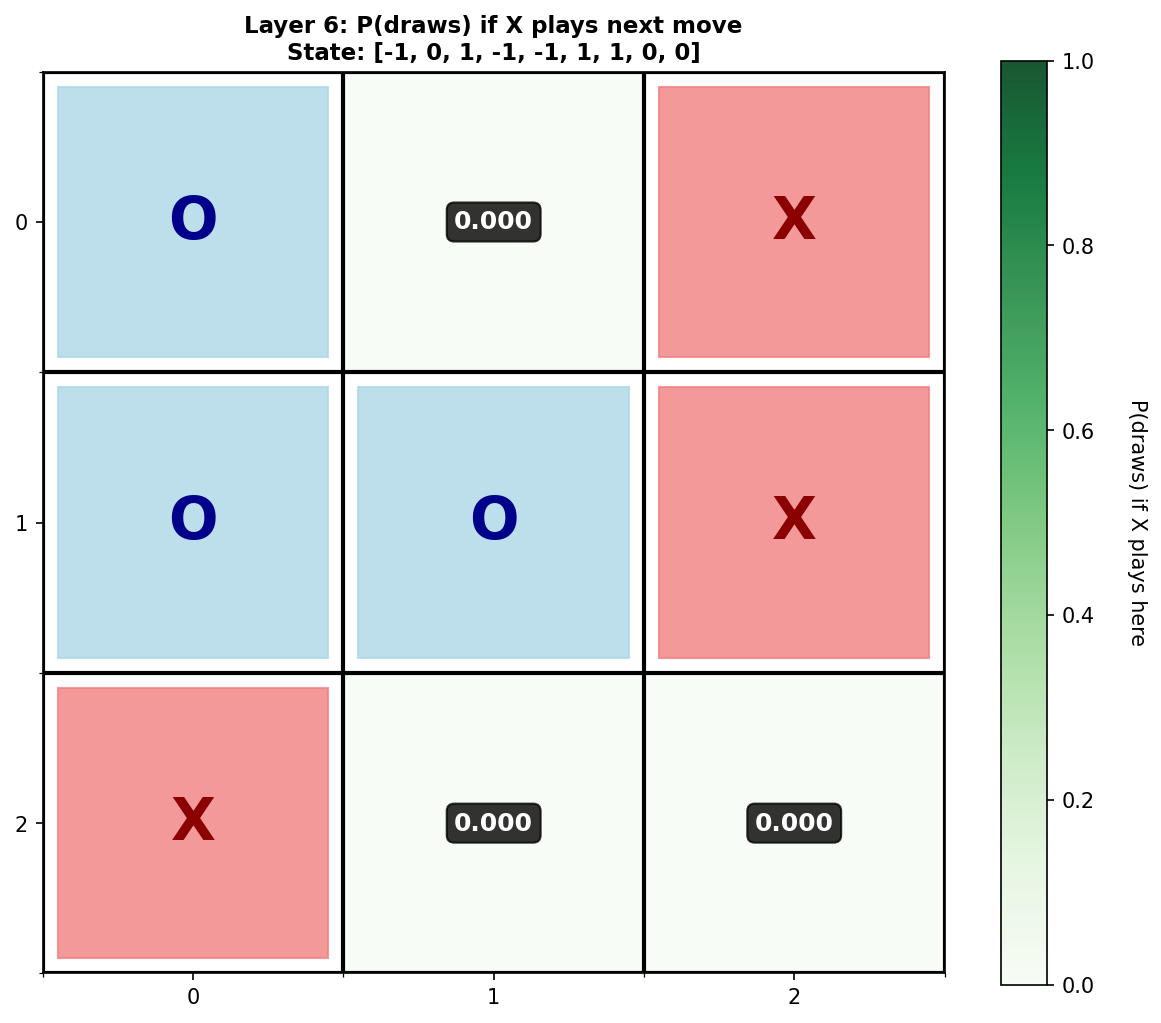 Layer 6: P(draws) if X plays next move
State: [-1, 0, 1, -1, -1, 1, 1, 0, 0]
0
O
0.000
X
1
O
O
X
2
X
0.000
0.000
0
1
2
1.0
0.8
0.6
0.4
0.2
0.0
P(draws) if X plays here